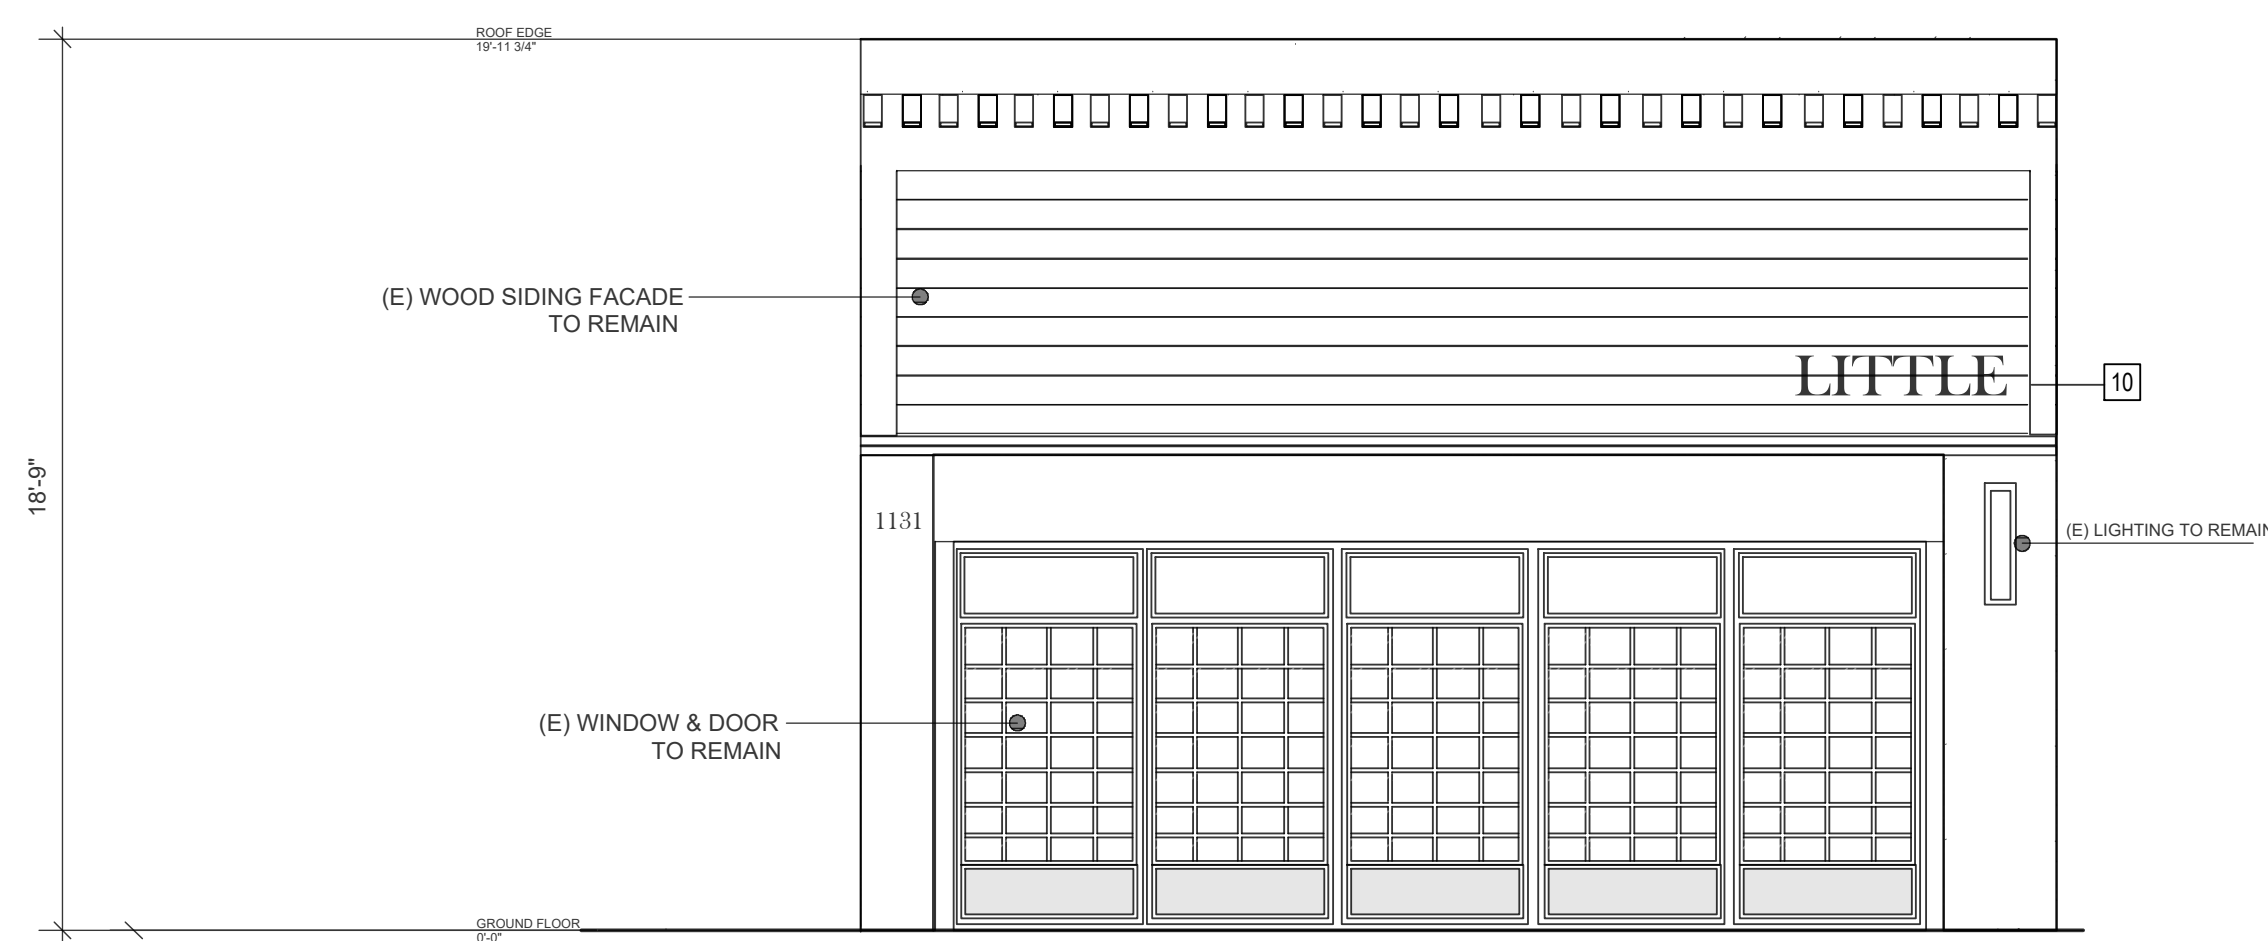 ROOF EDGE
19'-11 3/4"
(E) WOOD SIDING FACADE
TO REMAIN
LITTLE
10
18'-9"
1131
(E) LIGHTING TO REMAIN
(E) WINDOW & DOOR
TO REMAIN
GROUND FLOOR
0'-0"